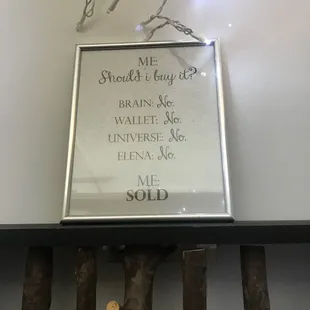 ME:
Should i buy it?
BRAIN: No.
WALLET: No.
UNIVERSE: No.
ELENA: No.
ME:
SOLD